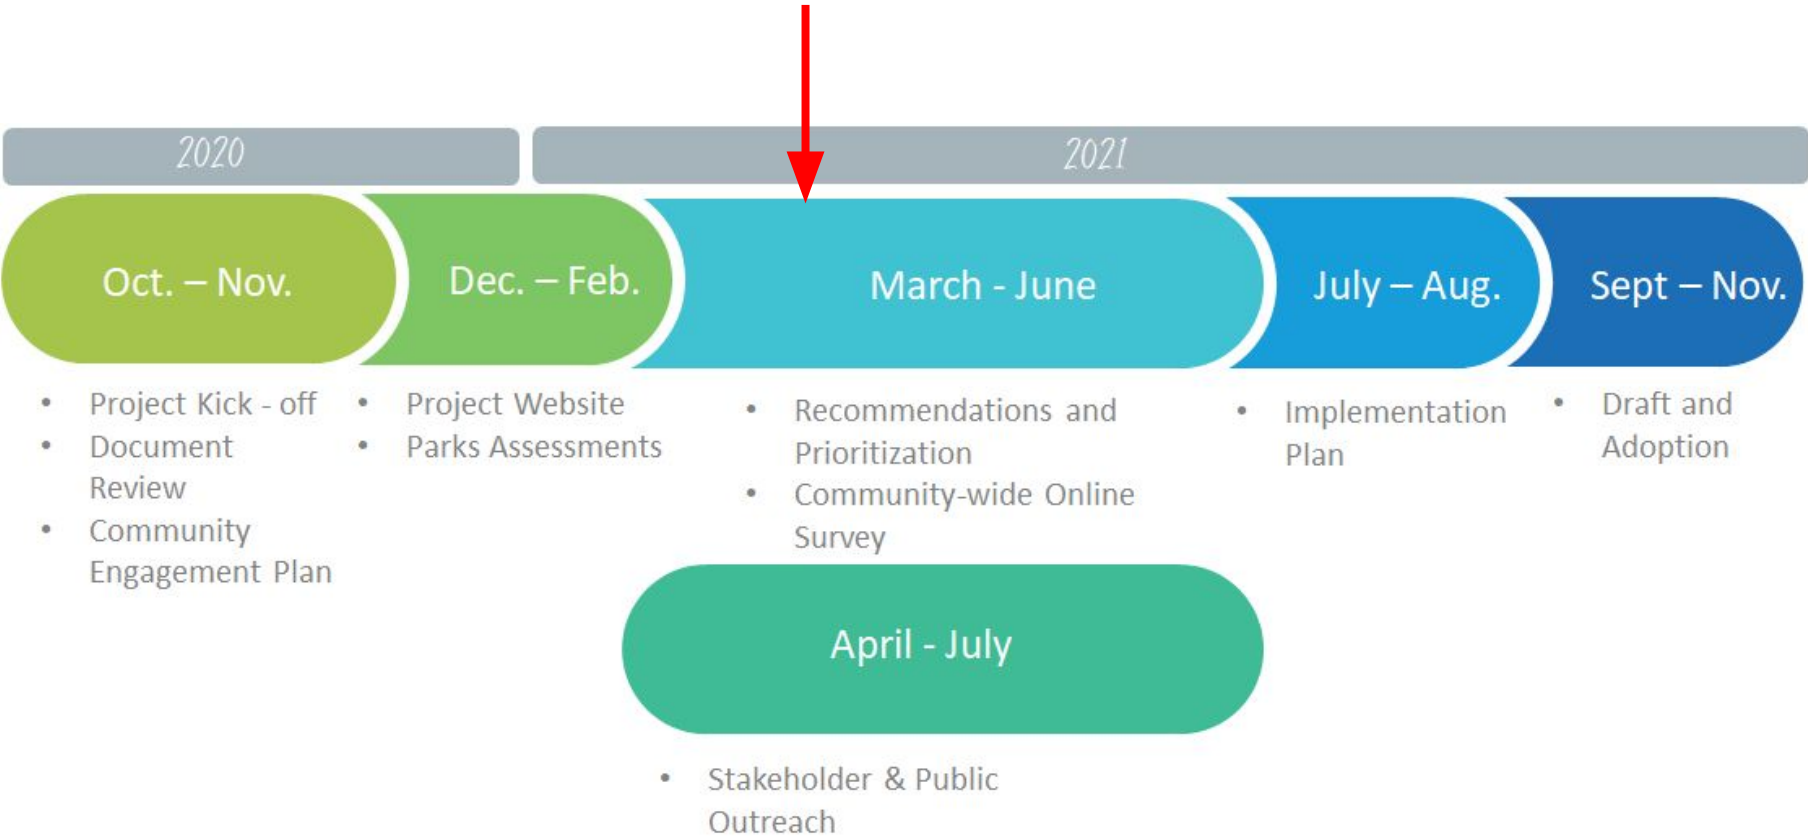 2020
2021
Oct. – Nov.
Dec. – Feb.
March - June
July – Aug.
Sept – Nov.
• Project Kick - off
• Document
Review
• Community
Engagement Plan
• Project Website
• Parks Assessments
• Recommendations and
Prioritization
• Community-wide Online
Survey
• Implementation
Plan
• Draft and
Adoption
April - July
• Stakeholder & Public
Outreach